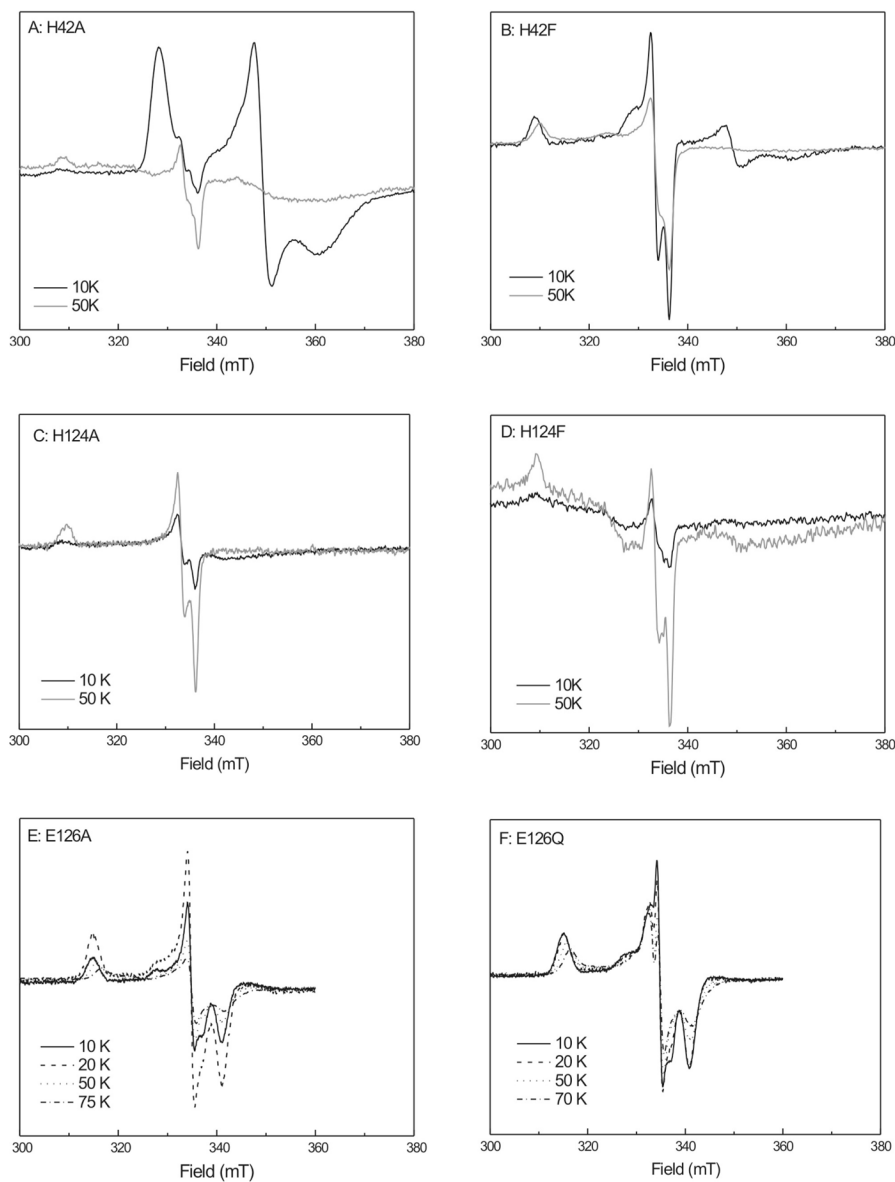 A: H42A
10K
50K
300 320 340 360 380
Field (mT)
B: H42F
10K
50K
300 320 340 360 380
Field (mT)
C: H124A
10 K
50 K
300 320 340 360 380
Field (mT)
D: H124F
10K
50K
300 320 340 360 380
Field (mT)
E: E126A
10 K
20 K
50 K
75 K
300 320 340 360 380
Field (mT)
F: E126Q
10 K
20 K
50 K
70 K
300 320 340 360 380
Field (mT)